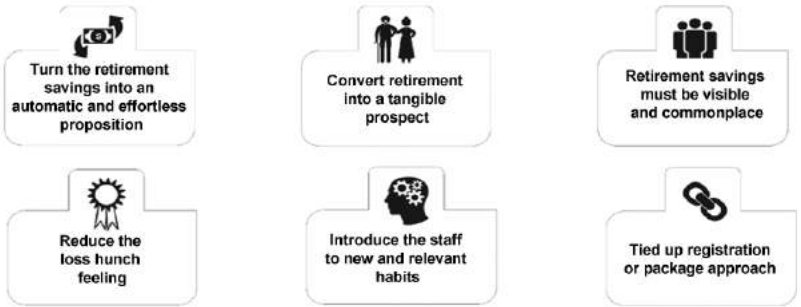 Turn the retirement
savings into an
automatic and effortless
proposition
Convert retirement
into a tangible
prospect
Retirement savings
must be visible
and commonplace
Reduce the
loss hunch
feeling
Introduce the staff
to new and relevant
habits
Tied up registration
or package approach